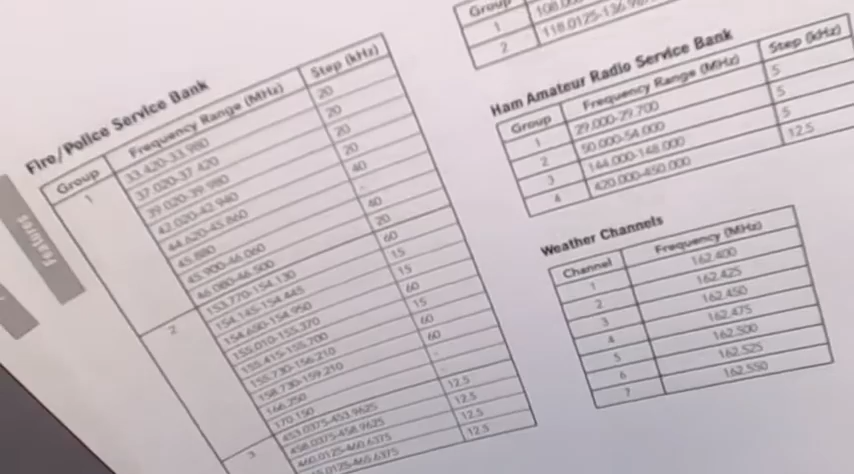 Features
Fire/Police Service Bank
Group Frequency Range (MHz) Step (kHz)
1 33.420-33.980 20
37.020-37.420 20
39.020-39.980 20
42.020-42.940 20
44.620-45.860 40
45.880 -
45.900-46.060 40
46.080-46.500 20
2 153.770-154.130 60
154.145-154.445 15
154.650-154.950 15
155.010-155.370 60
155.415-155.700 15
155.730-156.210 60
158.730-159.210 60
166.250 -
170.150 -
3 453.0375-453.9625 12.5
458.0375-458.9625 12.5
460.0125-460.6375 12.5
12.5
Group
1
2 118.0125-136.
Ham Amateur Radio Service Bank
Group Frequency Range (MHz) Step (kHz)
1 29.000-29.700 5
2 50.000-54.000 5
3 144.000-148.000 5
4 420.000-450.000 12.5
Weather Channels
Channel Frequency (MHz)
1 162.400
2 162.425
3 162.450
4 162.475
5 162.500
6 162.525
7 162.550